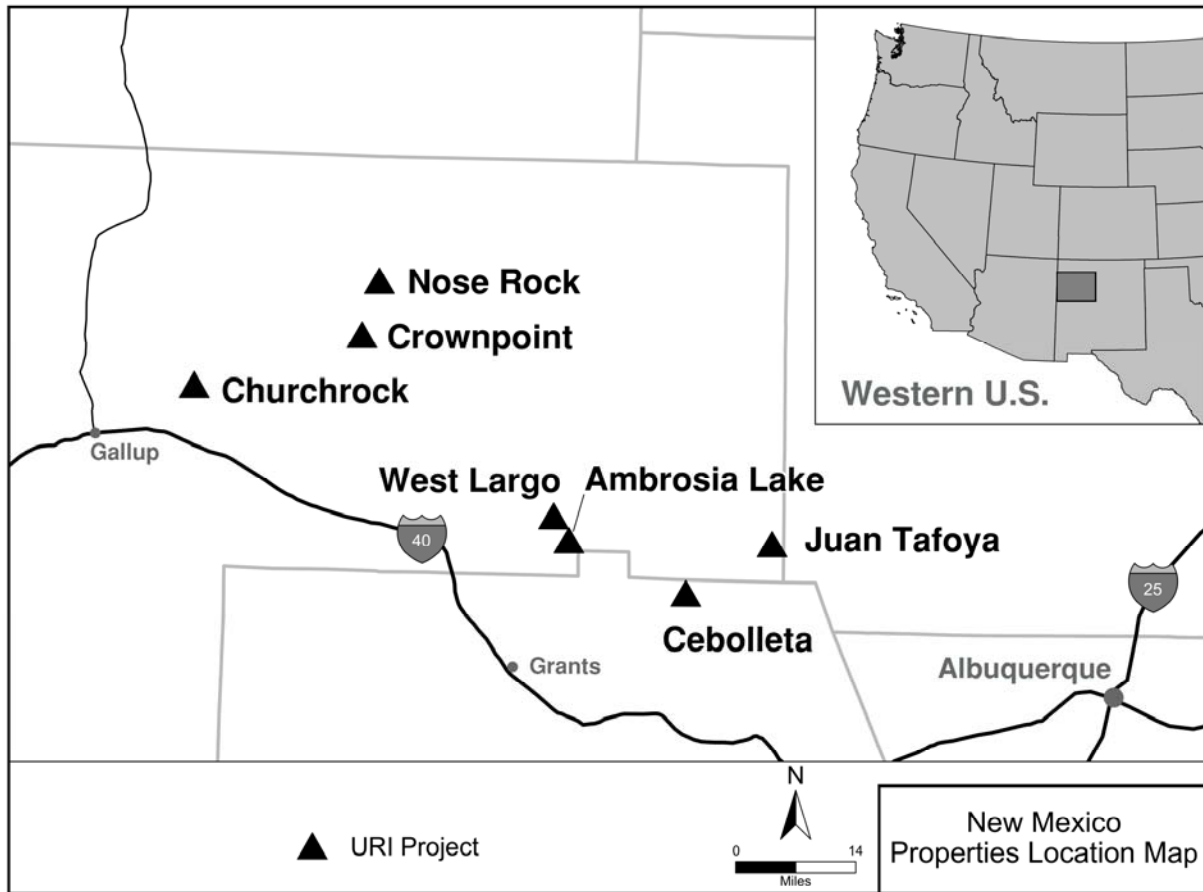 Nose Rock
Crownpoint
Churchrock
Western U.S.
Gallup
West Largo
Ambrosia Lake
40
Juan Tafoya
25
Cebolleta
Grants
Albuquerque
N
URI Project
0 14
Miles
New Mexico
Properties Location Map